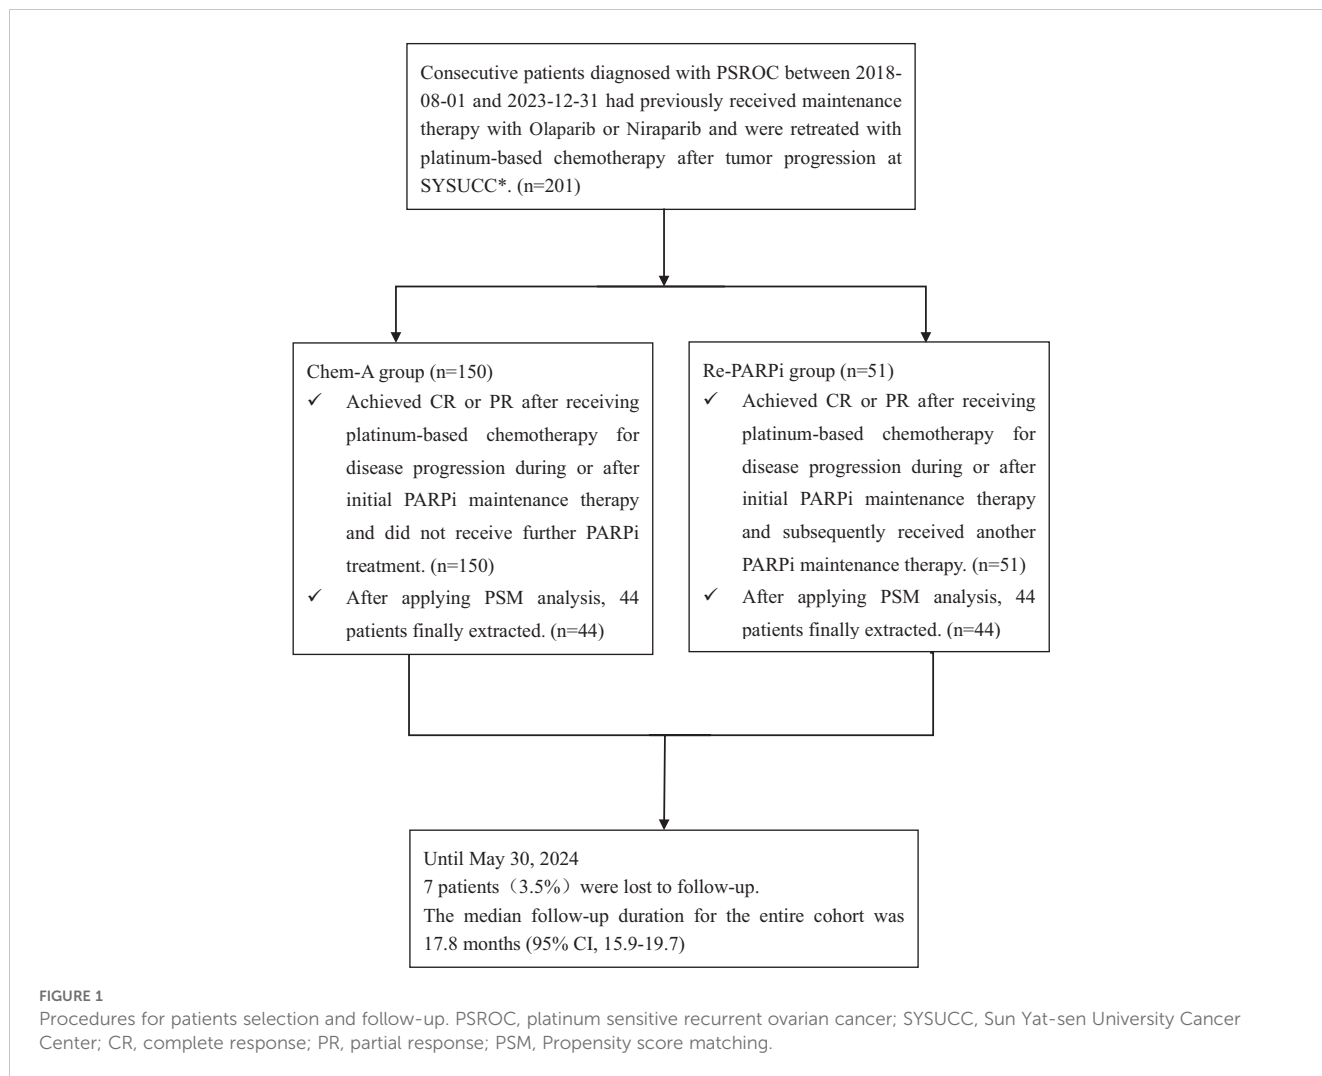 Consecutive patients diagnosed with PSROC between 2018-
08-01 and 2023-12-31 had previously received maintenance
therapy with Olaparib or Niraparib and were retreated with
platinum-based chemotherapy after tumor progression at
SYSUCC*. (n=201)
Chem-A group (n=150)
✓ Achieved CR or PR after receiving
platinum-based chemotherapy for
disease progression during or after
initial PARPi maintenance therapy
and did not receive further PARPi
treatment. (n=150)
✓ After applying PSM analysis, 44
patients finally extracted. (n=44)
Re-PARPi group (n=51)
✓ Achieved CR or PR after receiving
platinum-based chemotherapy for
disease progression during or after
initial PARPi maintenance therapy
and subsequently received another
PARPi maintenance therapy. (n=51)
✓ After applying PSM analysis, 44
patients finally extracted. (n=44)
Until May 30, 2024
7 patients（3.5%）were lost to follow-up.
The median follow-up duration for the entire cohort was
17.8 months (95% CI, 15.9-19.7)
FIGURE 1
Procedures for patients selection and follow-up. PSROC, platinum sensitive recurrent ovarian cancer; SYSUCC, Sun Yat-sen University Cancer
Center; CR, complete response; PR, partial response; PSM, Propensity score matching.